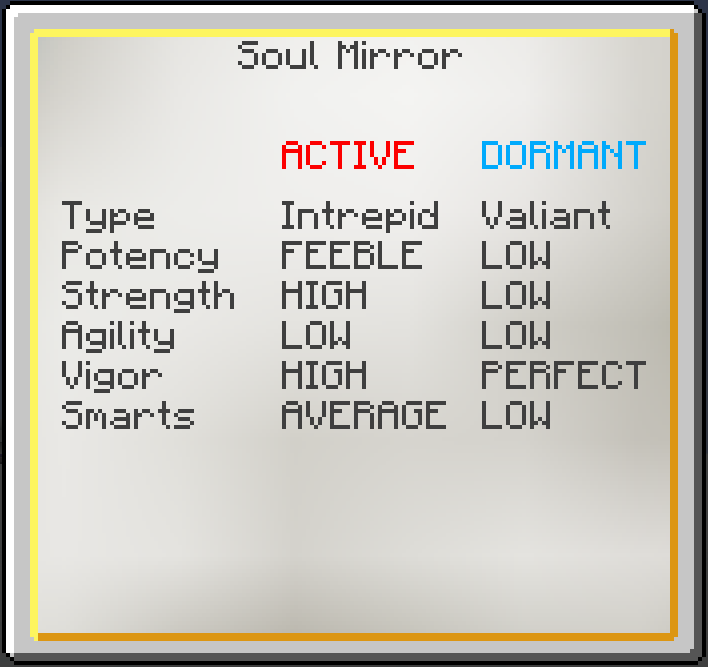 Soul Mirror
ACTIVE DORMANT
Type Intrepid Valiant
Potency FEEBLE LOW
Strength HIGH LOW
Agility LOW LOW
Vigor HIGH PERFECT
Smarts AVERAGE LOW